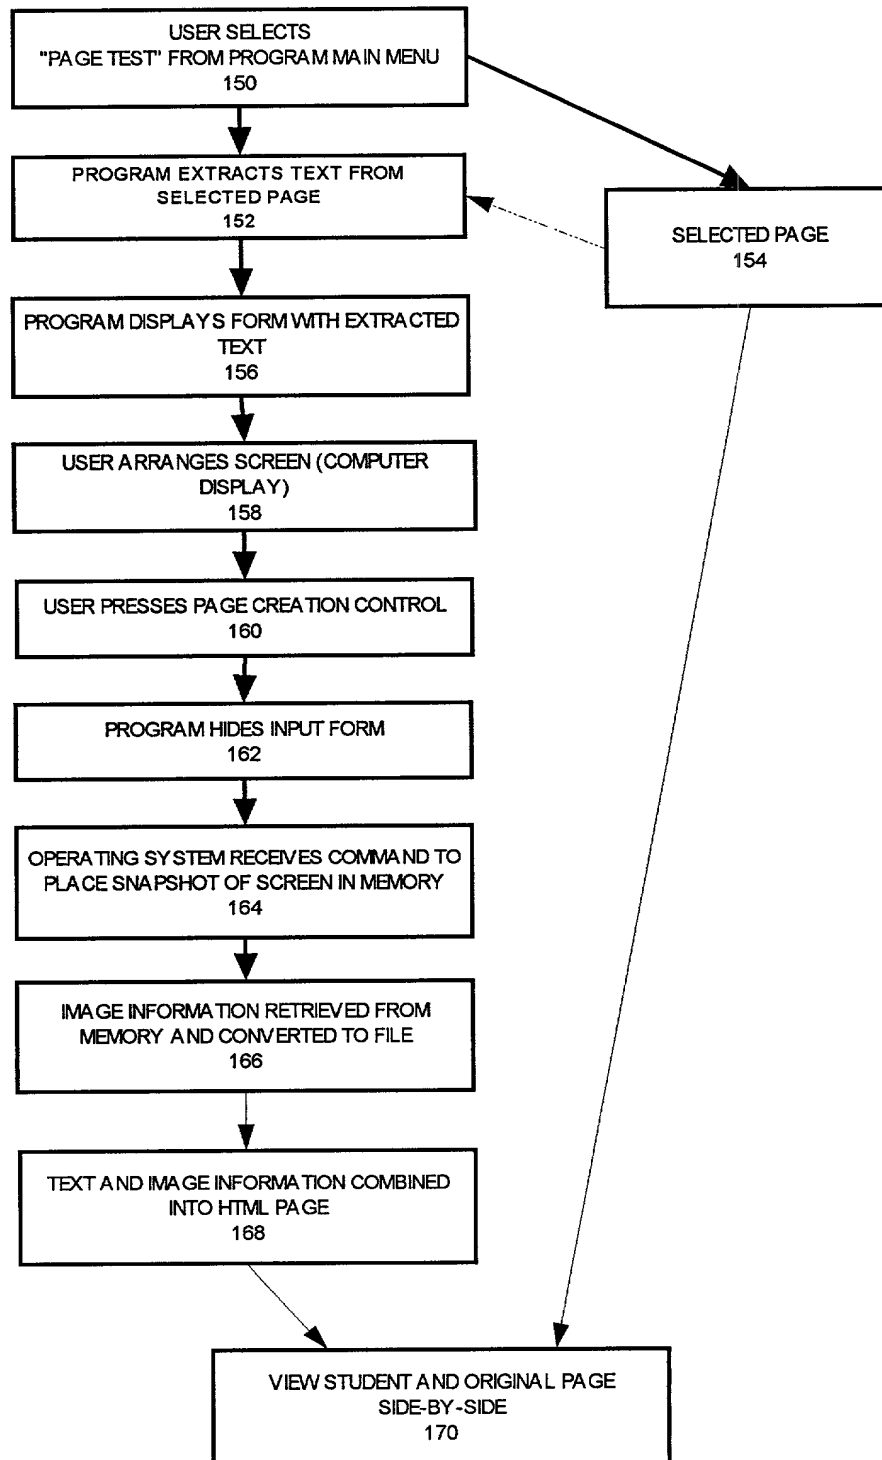 USER SELECTS
"PAGE TEST" FROM PROGRAM MAIN MENU
150
PROGRAM EXTRACTS TEXT FROM
SELECTED PAGE
152
SELECTED PAGE
154
PROGRAM DISPLAYS FORM WITH EXTRACTED
TEXT
156
USER ARRANGES SCREEN (COMPUTER
DISPLAY)
158
USER PRESSES PAGE CREATION CONTROL
160
PROGRAM HIDES INPUT FORM
162
OPERATING SYSTEM RECEIVES COMMAND TO
PLACE SNAPSHOT OF SCREEN IN MEMORY
164
IMAGE INFORMATION RETRIEVED FROM
MEMORY AND CONVERTED TO FILE
166
TEXT AND IMAGE INFORMATION COMBINED
INTO HTML PAGE
168
VIEW STUDENT AND ORIGINAL PAGE
SIDE-BY-SIDE
170